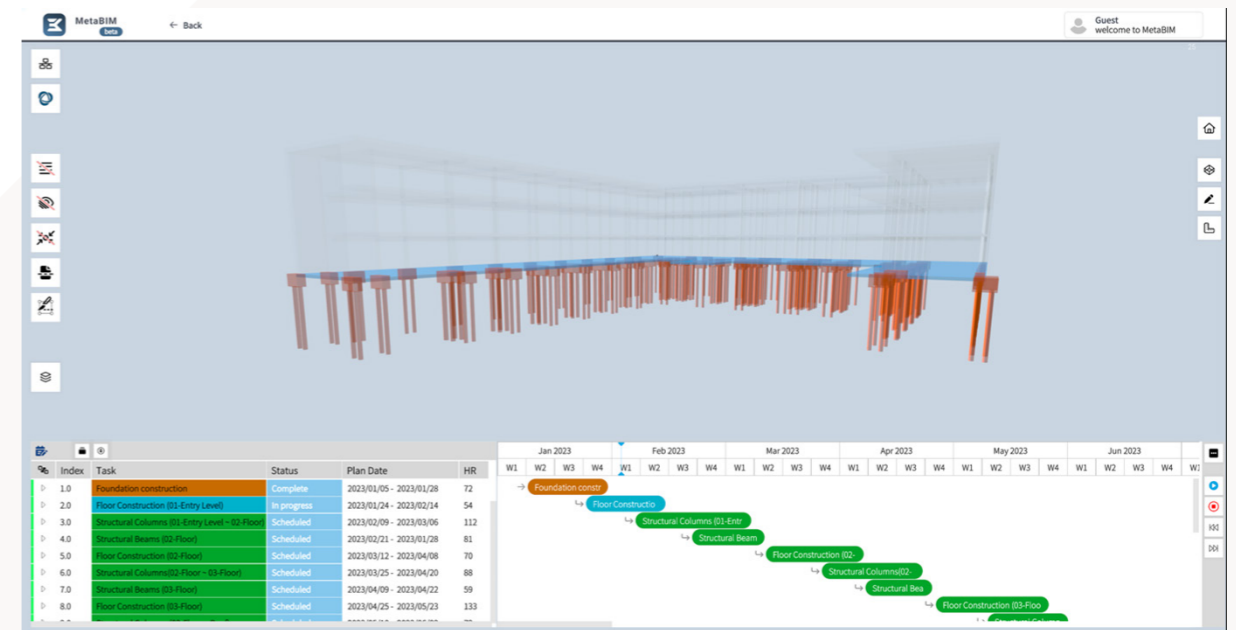 MetaBIM
beta
← Back
Guest
welcome to MetaBIM
25
Jan 2023 Feb 2023 Mar 2023 Apr 2023 May 2023 Jun 2023
Index Task Status Plan Date HR W1 W2 W3 W4 W1 W2 W3 W4 W1 W2 W3 W4 W1 W2 W3 W4 W1 W2 W3 W4 W1 W2 W3 W4 W1
1.0 Foundation construction Complete 2023/01/05 - 2023/01/28 72 Foundation constr
2.0 Floor Construction (01-Entry Level) In progress 2023/01/24 - 2023/02/14 54 Floor Constructio
3.0 Structural Columns (01-Entry Level - 02-Floor) Scheduled 2023/02/09 - 2023/03/06 112 Structural Columns (01-Entr
4.0 Structural Beams (02-Floor) Scheduled 2023/02/21 - 2023/01/28 81 Structural Beam
5.0 Floor Construction (02-Floor) Scheduled 2023/03/12 - 2023/04/08 70 Floor Construction (02-
6.0 Structural Columns(02-Floor - 03-Floor) Scheduled 2023/03/25 - 2023/04/20 88 Structural Columns(02-
7.0 Structural Beams (03-Floor) Scheduled 2023/04/09 - 2023/04/22 59 Structural Bea
8.0 Floor Construction (03-Floor) Scheduled 2023/04/25 - 2023/05/23 133 Floor Construction (03-Floo